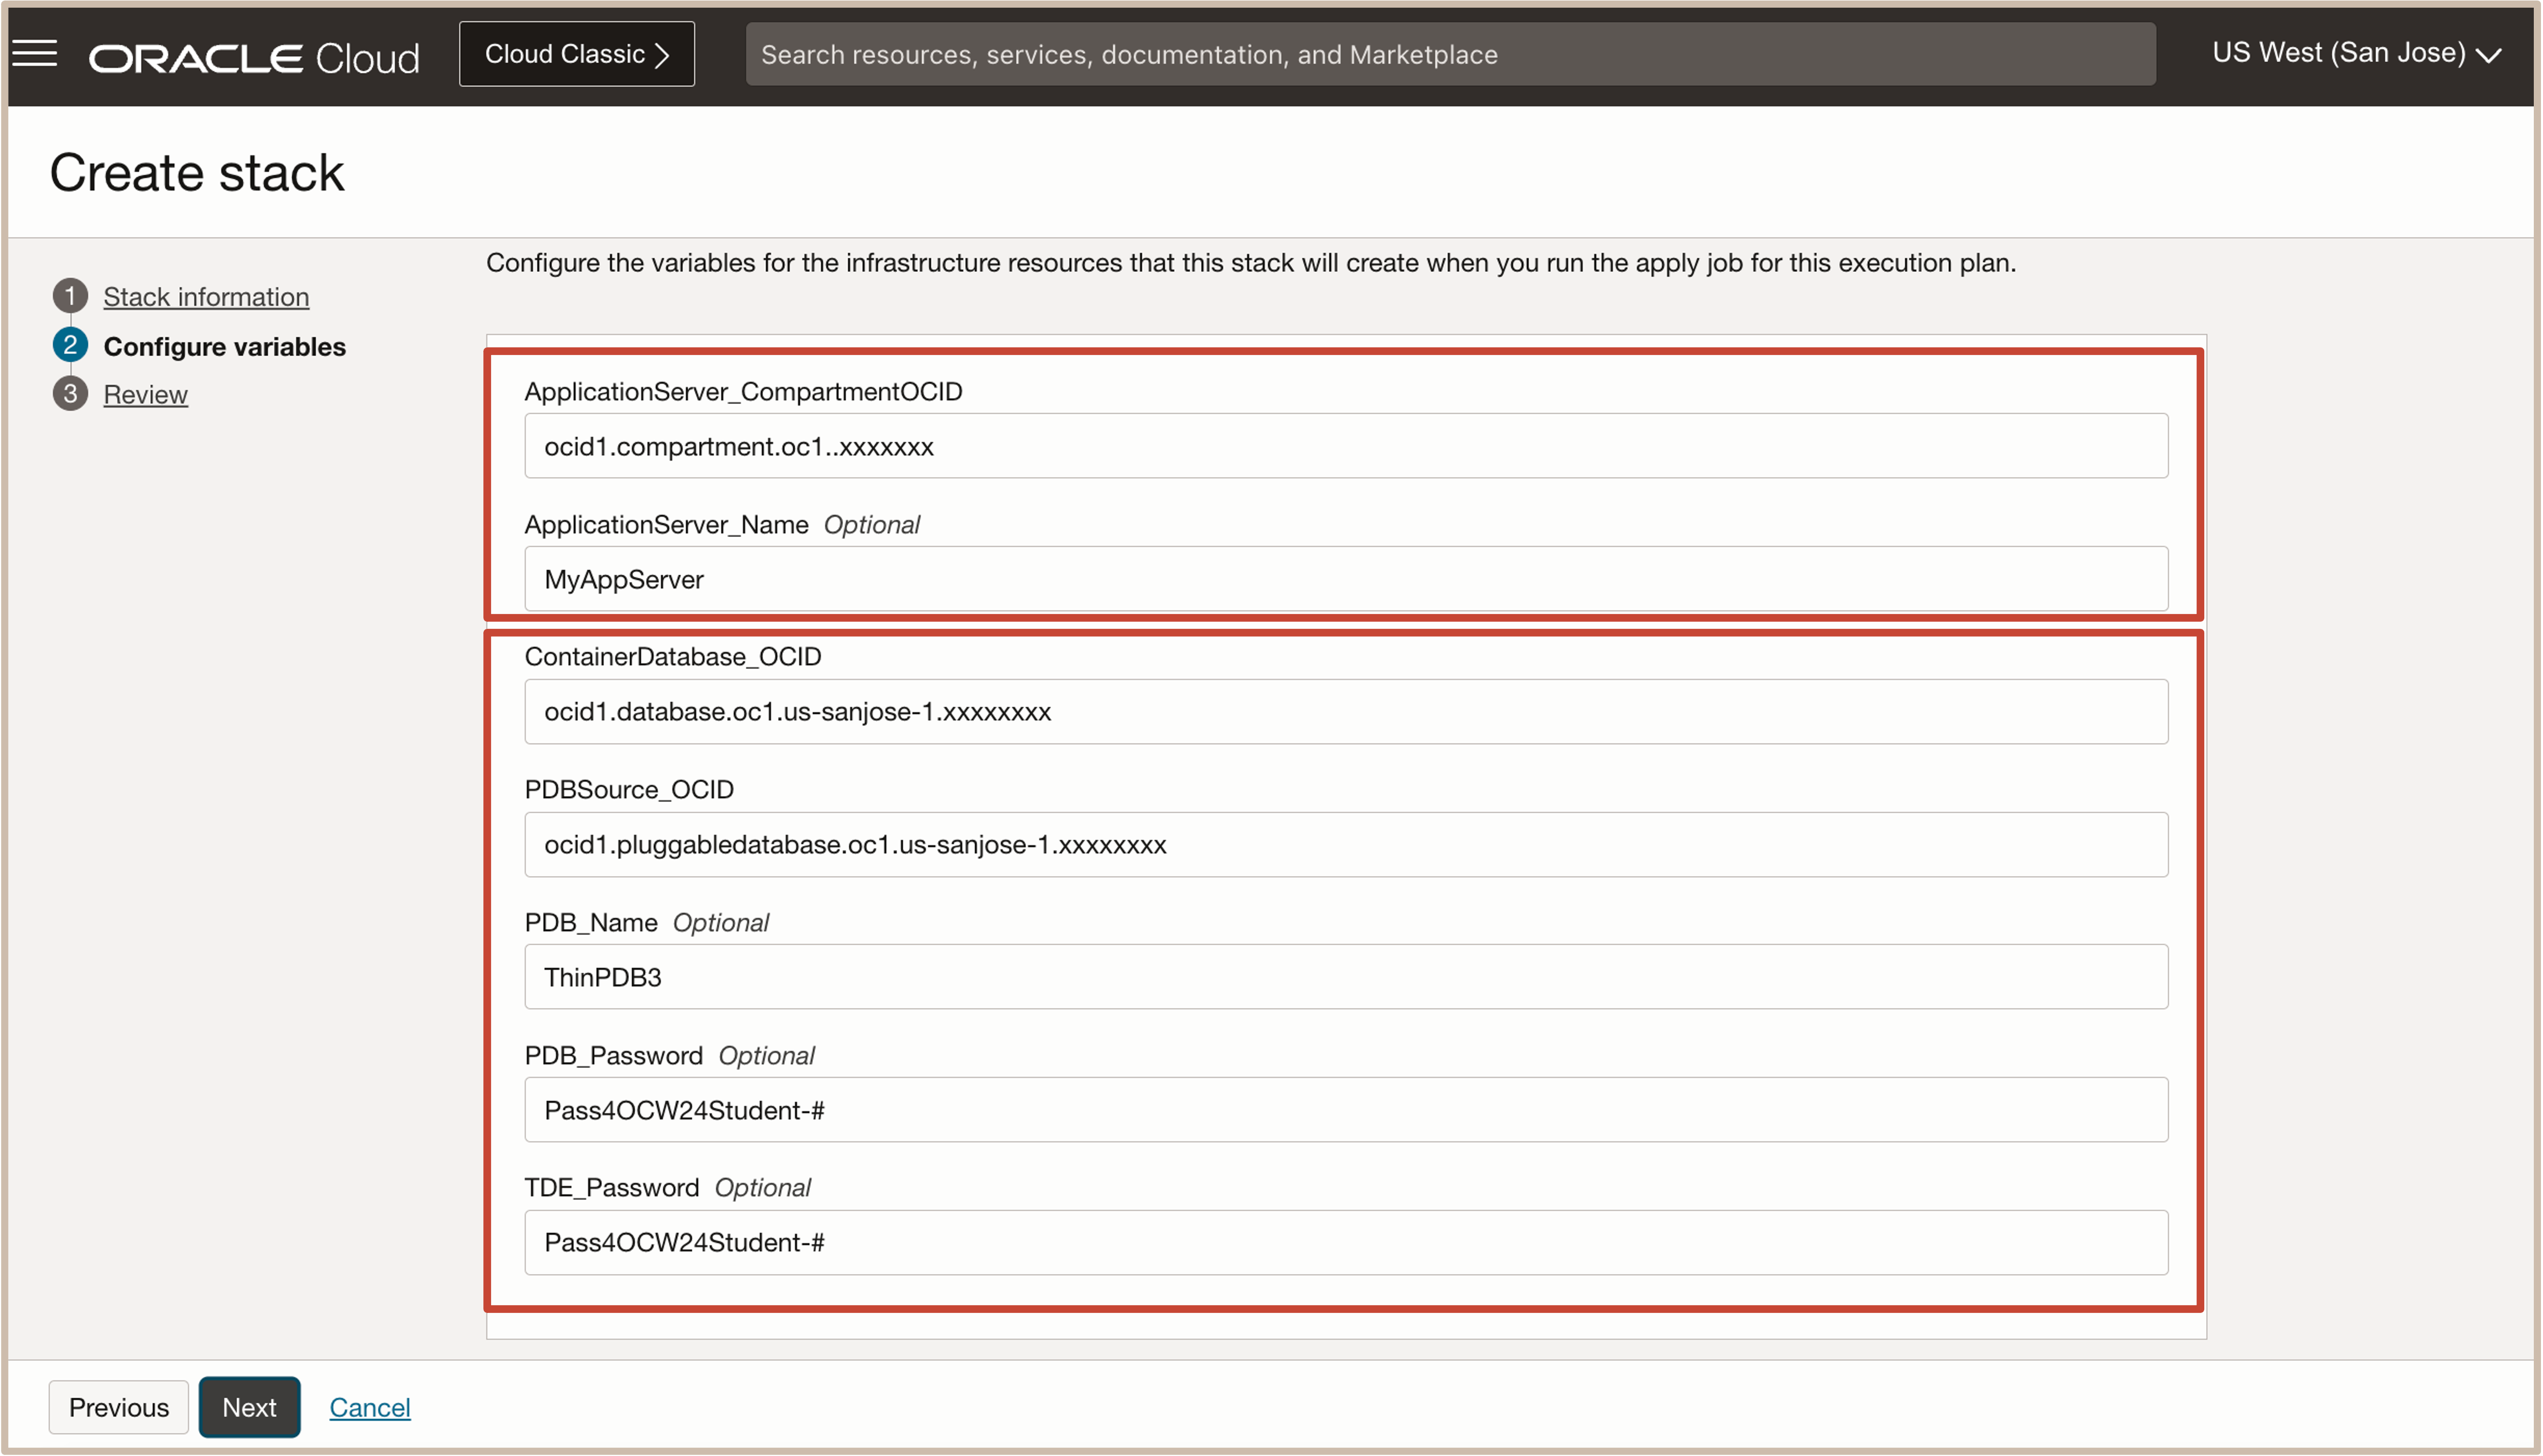 ORACLE Cloud
Cloud Classic
Search resources, services, documentation, and Marketplace
US West (San Jose)
Create stack
1 Stack information
2 Configure variables
3 Review
Configure the variables for the infrastructure resources that this stack will create when you run the apply job for this execution plan.
ApplicationServer_CompartmentOCID
ocid1.compartment.oc1..xxxxxxx
ApplicationServer_Name Optional
MyAppServer
ContainerDatabase_OCID
ocid1.database.oc1.us-sanjose-1.xxxxxxxx
PDBSource_OCID
ocid1.pluggabledatabase.oc1.us-sanjose-1.xxxxxxxx
PDB_Name Optional
ThinPDB3
PDB_Password Optional
Pass4OCW24Student-#
TDE_Password Optional
Pass4OCW24Student-#
Previous
Next
Cancel